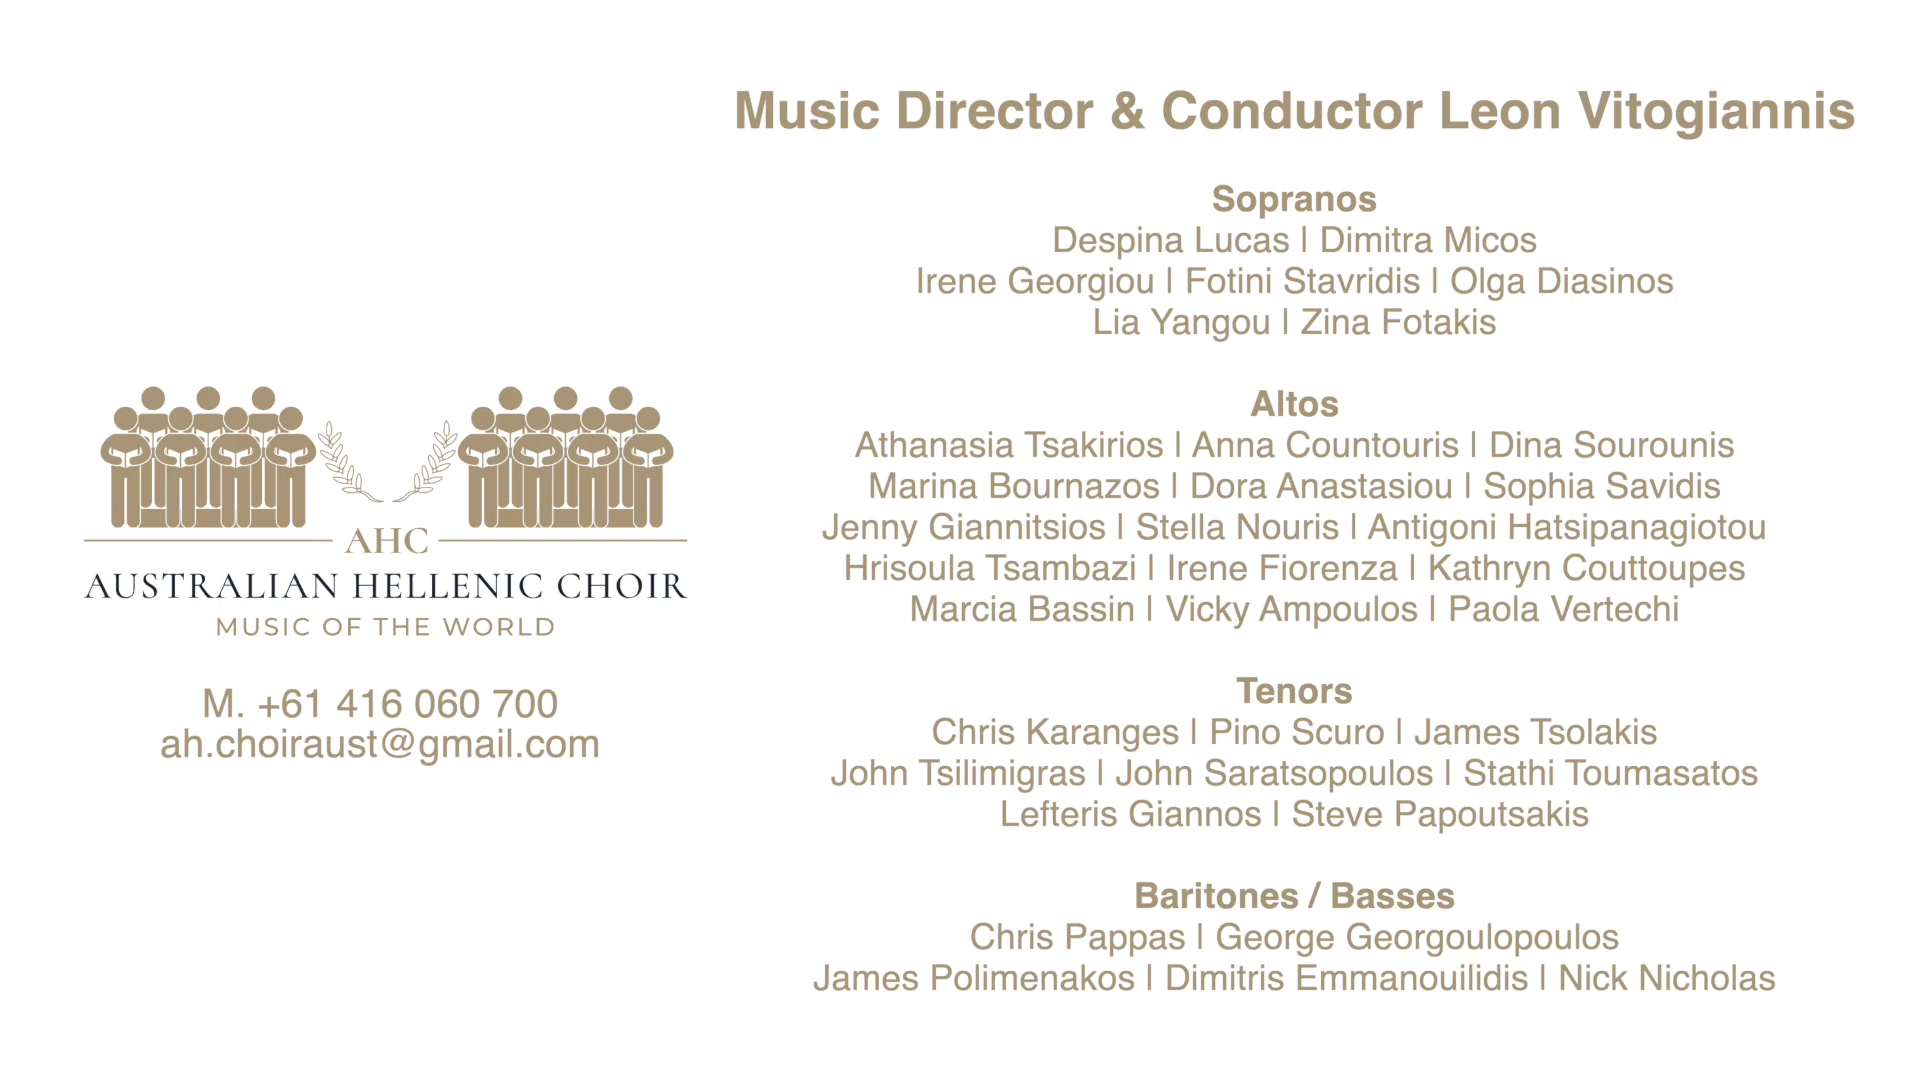 AHC
AUSTRALIAN HELLENIC CHOIR
MUSIC OF THE WORLD
M. +61 416 060 700
ah.choiraust@gmail.com
Music Director & Conductor Leon Vitogiannis
Sopranos
Despina Lucas | Dimitra Micos
Irene Georgiou | Fotini Stavridis | Olga Diasinos
Lia Yangou | Zina Fotakis
Altos
Athanasia Tsakirios | Anna Countouris | Dina Sourounis
Marina Bournazos | Dora Anastasiou | Sophia Savidis
Jenny Giannitsios | Stella Nouris | Antigoni Hatsipanagiotou
Hrisoula Tsambazi | Irene Fiorenza | Kathryn Couttoupes
Marcia Bassin | Vicky Ampoulos | Paola Vertechi
Tenors
Chris Karanges | Pino Scuro | James Tsolakis
John Tsilimigras | John Saratsopoulos | Stathi Toumasatos
Lefteris Giannos | Steve Papoutsakis
Baritones / Basses
Chris Pappas | George Georgoulopoulos
James Polimenakos | Dimitris Emmanouilidis | Nick Nicholas